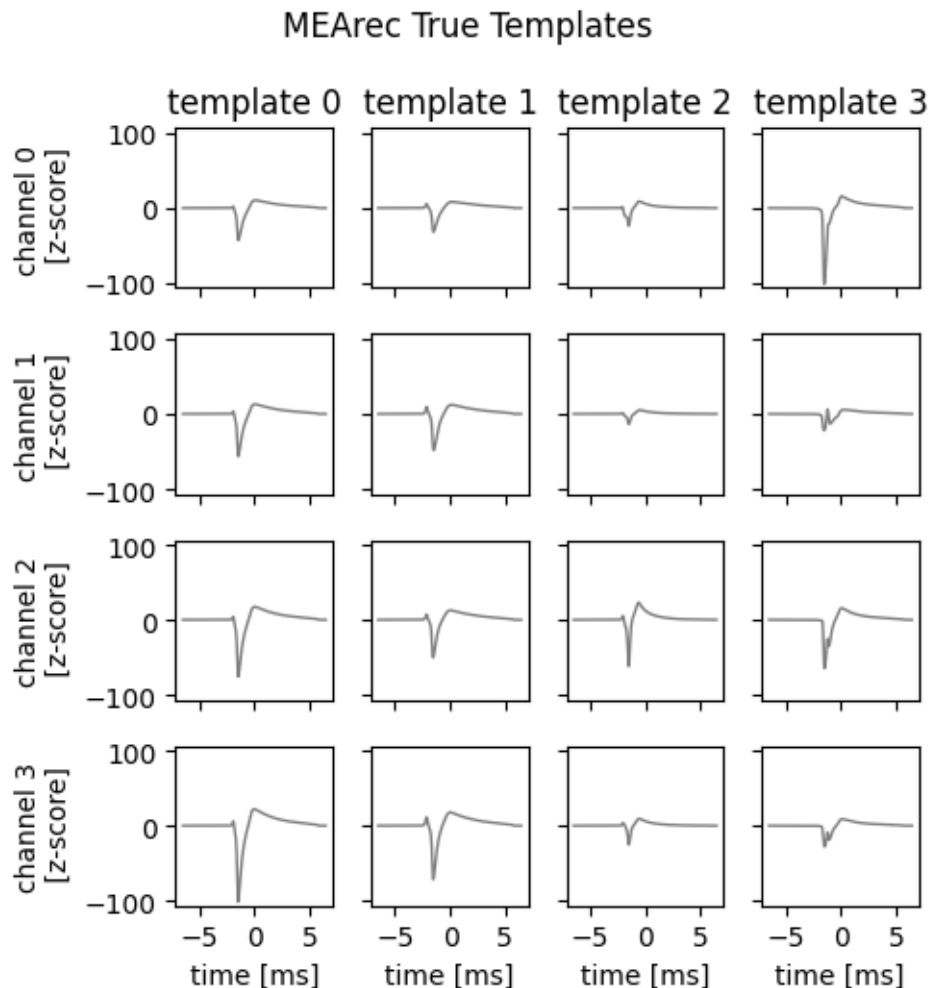 MEArec True Templates
template 0 template 1 template 2 template 3
channel 0
[z-score]
100
0
−100
channel 1
[z-score]
100
0
−100
channel 2
[z-score]
100
0
−100
channel 3
[z-score]
100
0
−100
−5 0 5 −5 0 5 −5 0 5 −5 0 5
time [ms] time [ms] time [ms] time [ms]